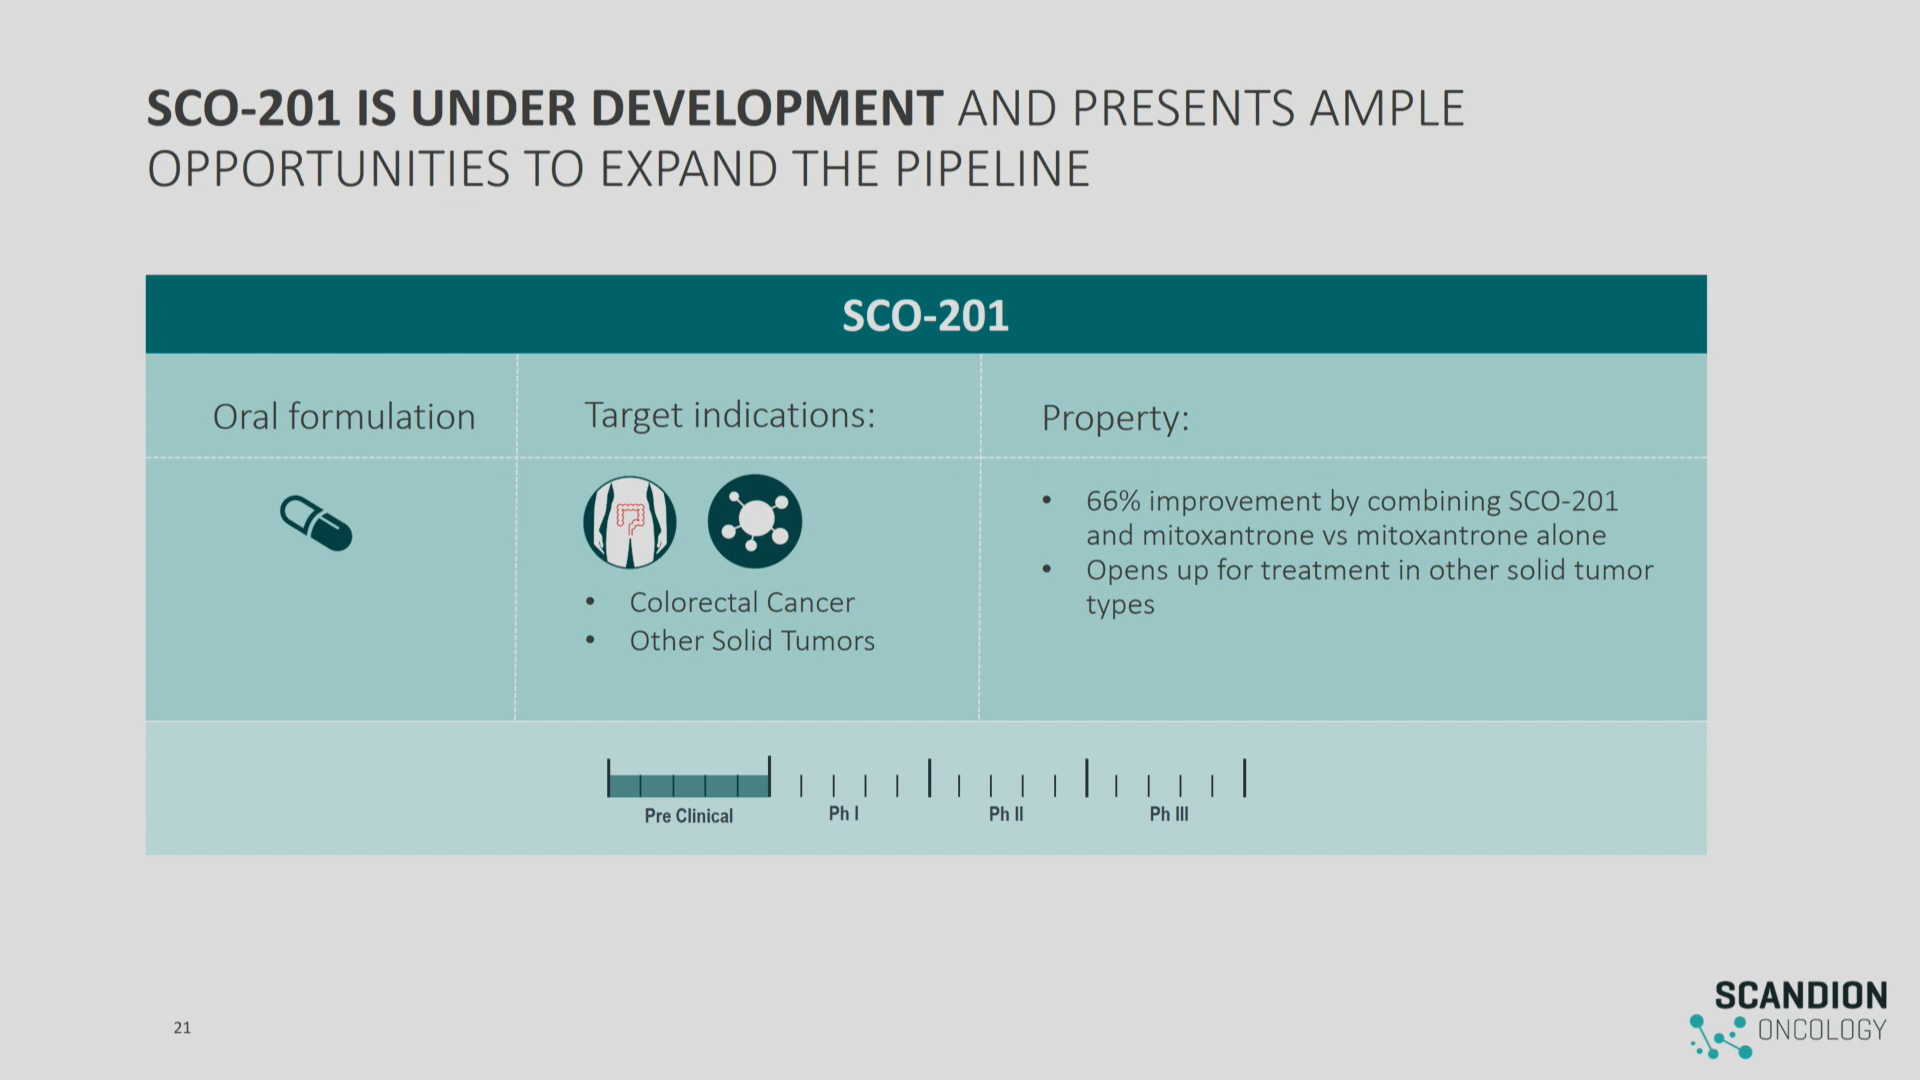 SCO-201 IS UNDER DEVELOPMENT AND PRESENTS AMPLE
OPPORTUNITIES TO EXPAND THE PIPELINE
SCO-201
Oral formulation
Target indications:
Property:
• Colorectal Cancer
• Other Solid Tumors
• 66% improvement by combining SCO-201
and mitoxantrone vs mitoxantrone alone
• Opens up for treatment in other solid tumor
types
Pre Clinical
Ph I
Ph II
Ph III
21
SCANDION
ONCOLOGY